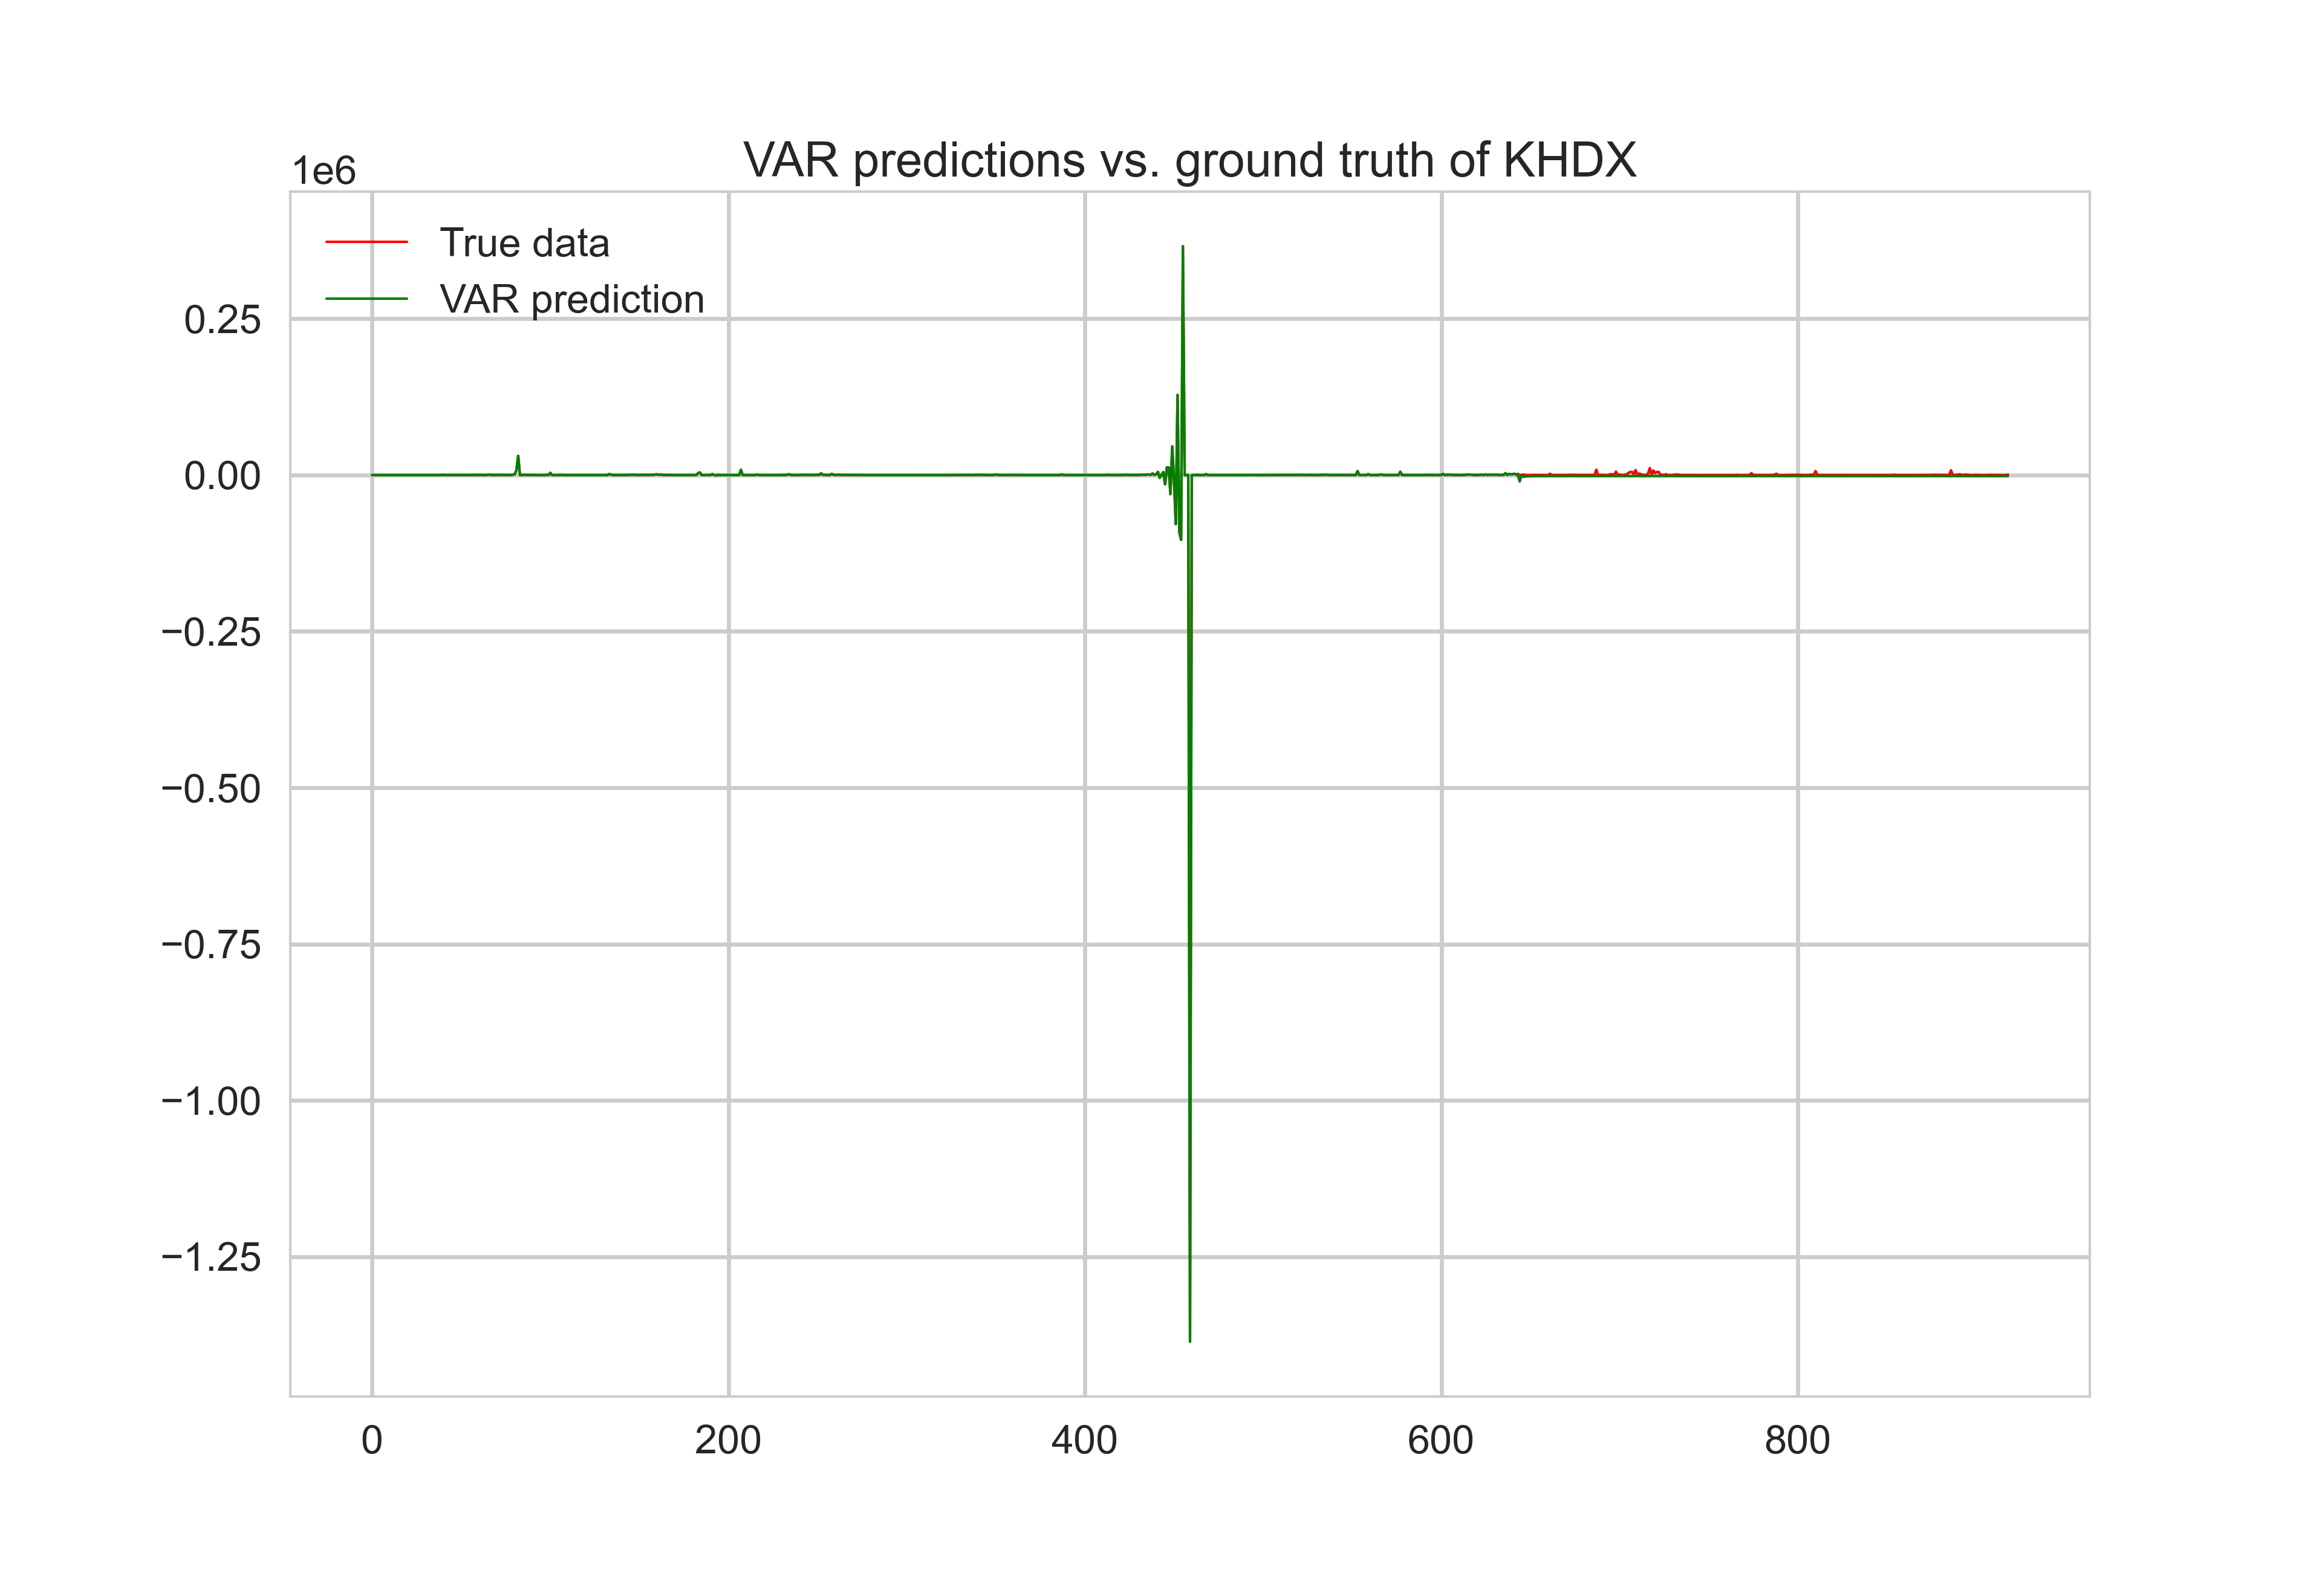 VAR predictions vs. ground truth of KHDX
1e6
True data
VAR prediction
0.25
0.00
−0.25
−0.50
−0.75
−1.00
−1.25
0 200 400 600 800